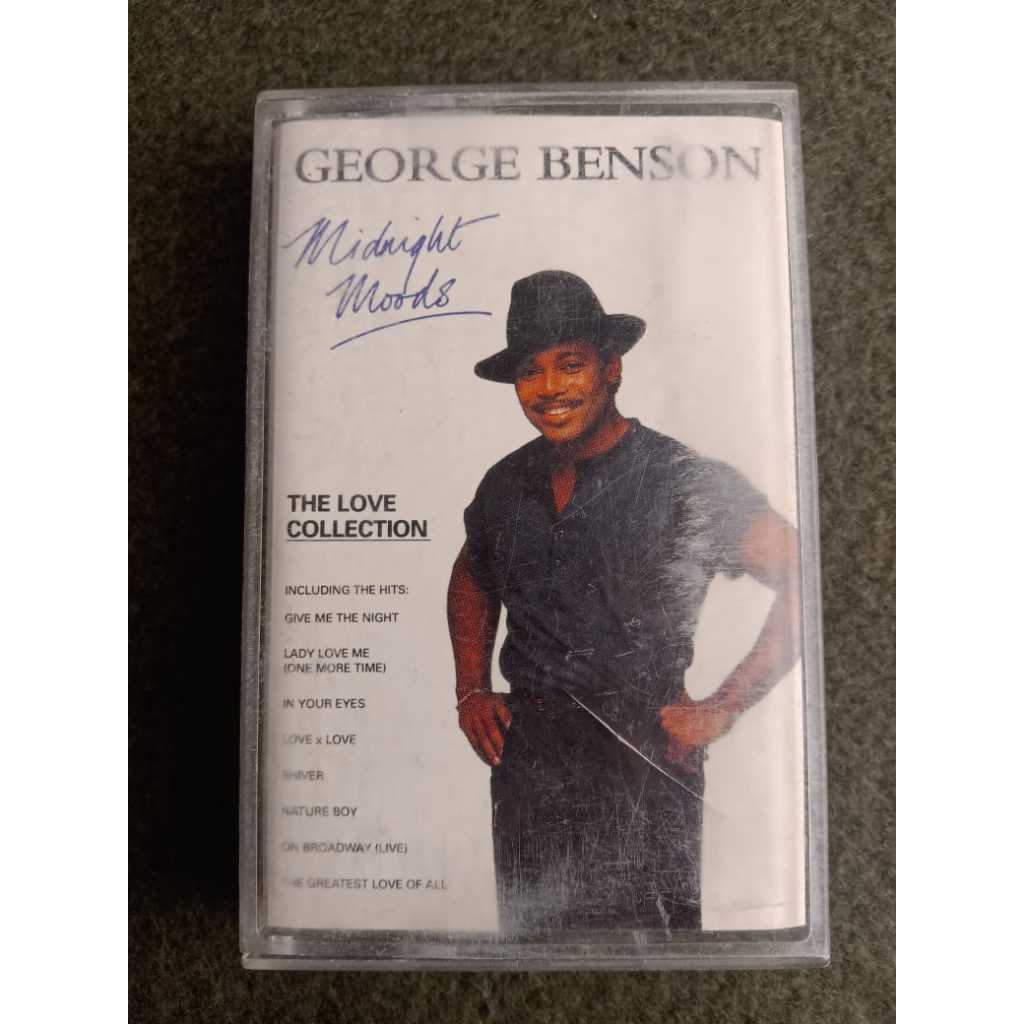 GEORGE BENSON
Midnight
Moods
THE LOVE
COLLECTION
INCLUDING THE HITS:
GIVE ME THE NIGHT
LADY LOVE ME
(ONE MORE TIME)
IN YOUR EYES
LOVE x LOVE
SHIVER
NATURE BOY
ON BROADWAY (LIVE)
THE GREATEST LOVE OF ALL